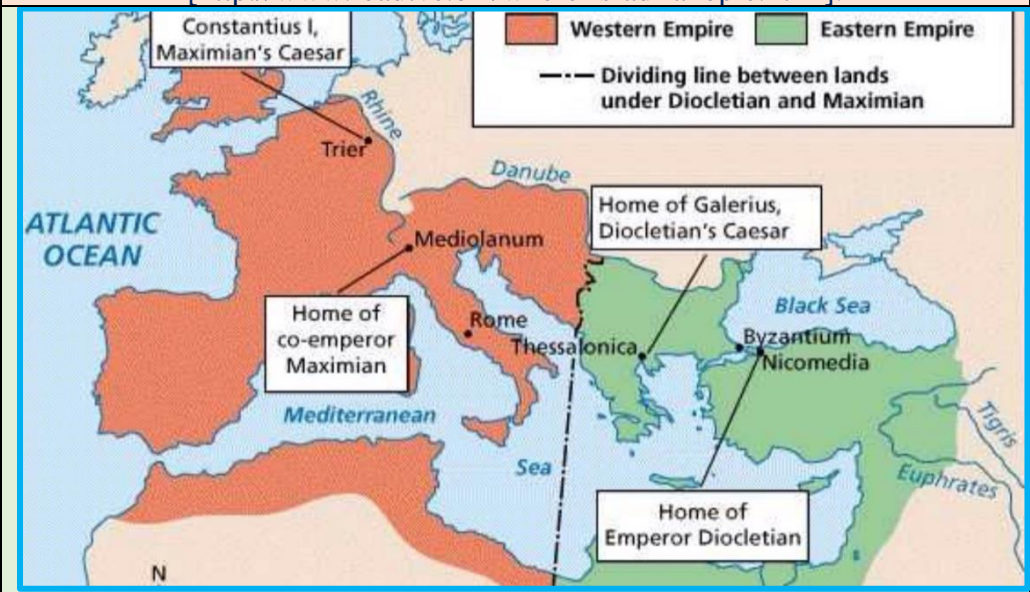 Constantius I,
Maximian's Caesar
Western Empire
Eastern Empire
Dividing line between lands
under Diocletian and Maximian
Rhine
Trier
Danube
ATLANTIC
OCEAN
Home of Galerius,
Diocletian's Caesar
Mediolanum
Black Sea
Home of
co-emperor
Maximian
Rome
Thessalonica
Byzantium
Nicomedia
Mediterranean
Sea
Tigris
Euphrates
Home of
Emperor Diocletian
N